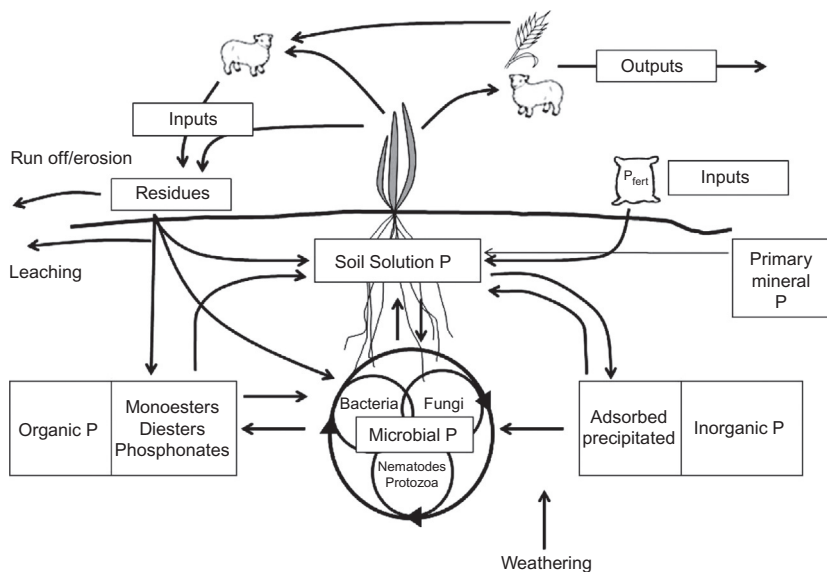 Outputs
Inputs
Run off/erosion
P fert
Inputs
Residues
Leaching
Soil Solution P
Primary
mineral
P
Organic P
Monoesters
Diesters
Phosphonates
Bacteria
Fungi
Microbial P
Nematodes
Protozoa
Adsorbed
precipitated
Inorganic P
Weathering